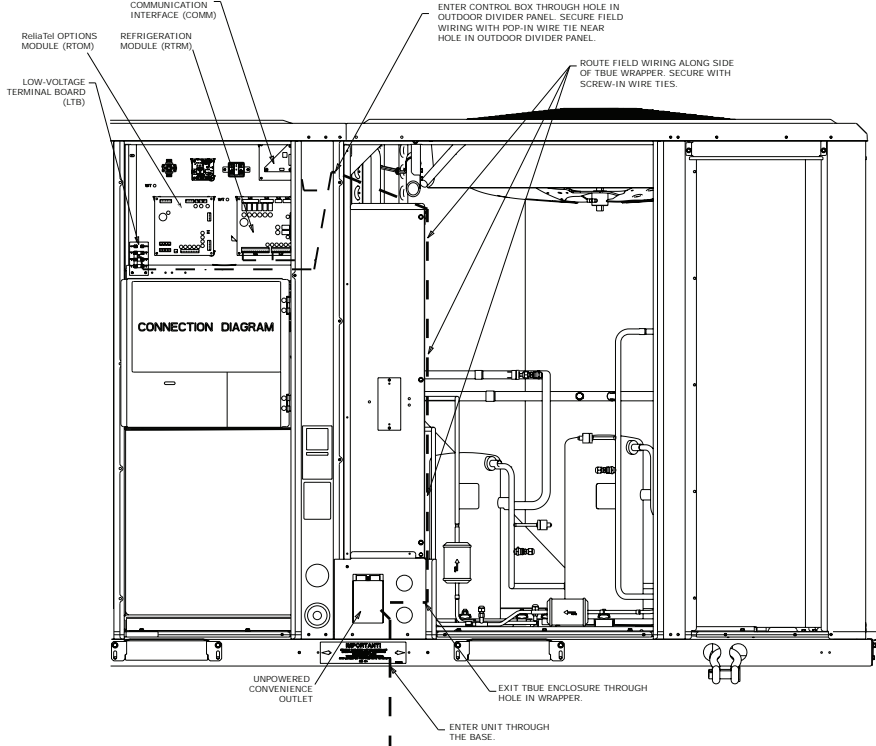 COMMUNICATION
INTERFACE (COMM)
ENTER CONTROL BOX THROUGH HOLE IN
OUTDOOR DIVIDER PANEL. SECURE FIELD
WIRING WITH POP-IN WIRE TIE NEAR
HOLE IN OUTDOOR DIVIDER PANEL.
ReliaTel OPTIONS
MODULE (RTOM)
REFRIGERATION
MODULE (RTRM)
ROUTE FIELD WIRING ALONG SIDE
OF TBUE WRAPPER. SECURE WITH
SCREW-IN WIRE TIES.
LOW-VOLTAGE
TERMINAL BOARD
(LTB)
CONNECTION DIAGRAM
IMPORTANT!
UNPOWERED
CONVENIENCE
OUTLET
EXIT TBUE ENCLOSURE THROUGH
HOLE IN WRAPPER.
ENTER UNIT THROUGH
THE BASE.